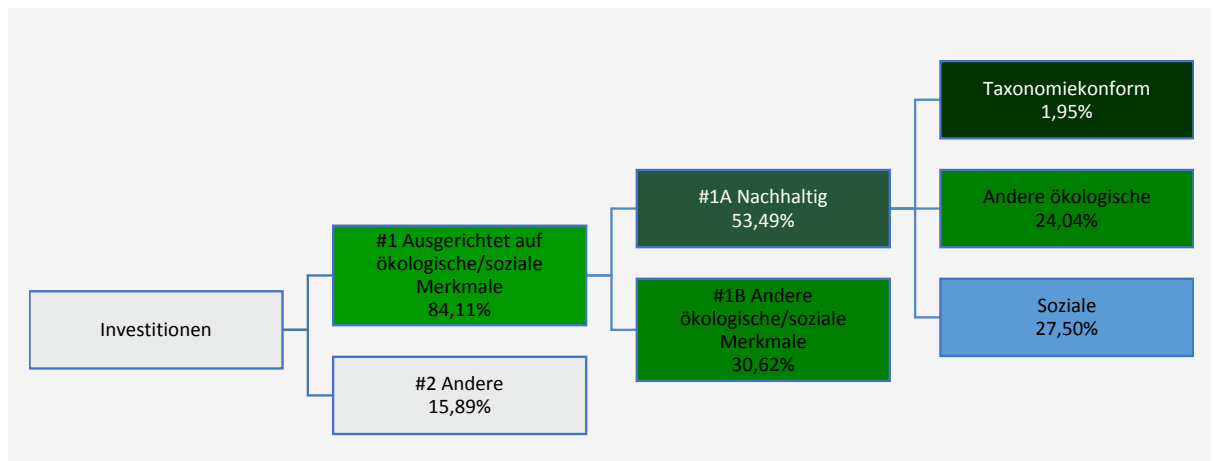 Investitionen
#1 Ausgerichtet auf
ökologische/soziale
Merkmale
84,11%
#2 Andere
15,89%
#1A Nachhaltig
53,49%
#1B Andere
ökologische/soziale
Merkmale
30,62%
Taxonomiekonform
1,95%
Andere ökologische
24,04%
Soziale
27,50%